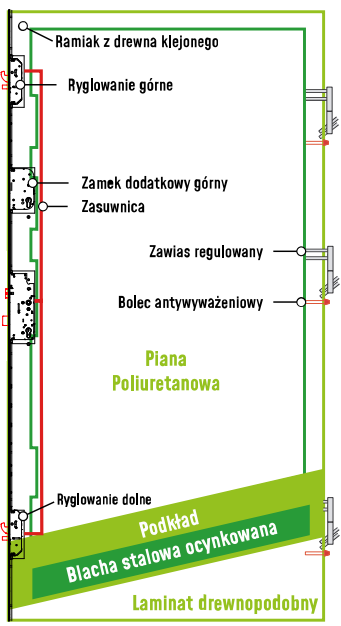 Ramiak z drewna klejonego
Ryglowanie górne
Zamek dodatkowy górny
Zasuwnica
Zawias regulowany
Bolec antywyważeniowy
Piana
Poliuretanowa
Ryglowanie dolne
Podkład
Blacha stalowa ocynkowana
Laminat drewnopodobny